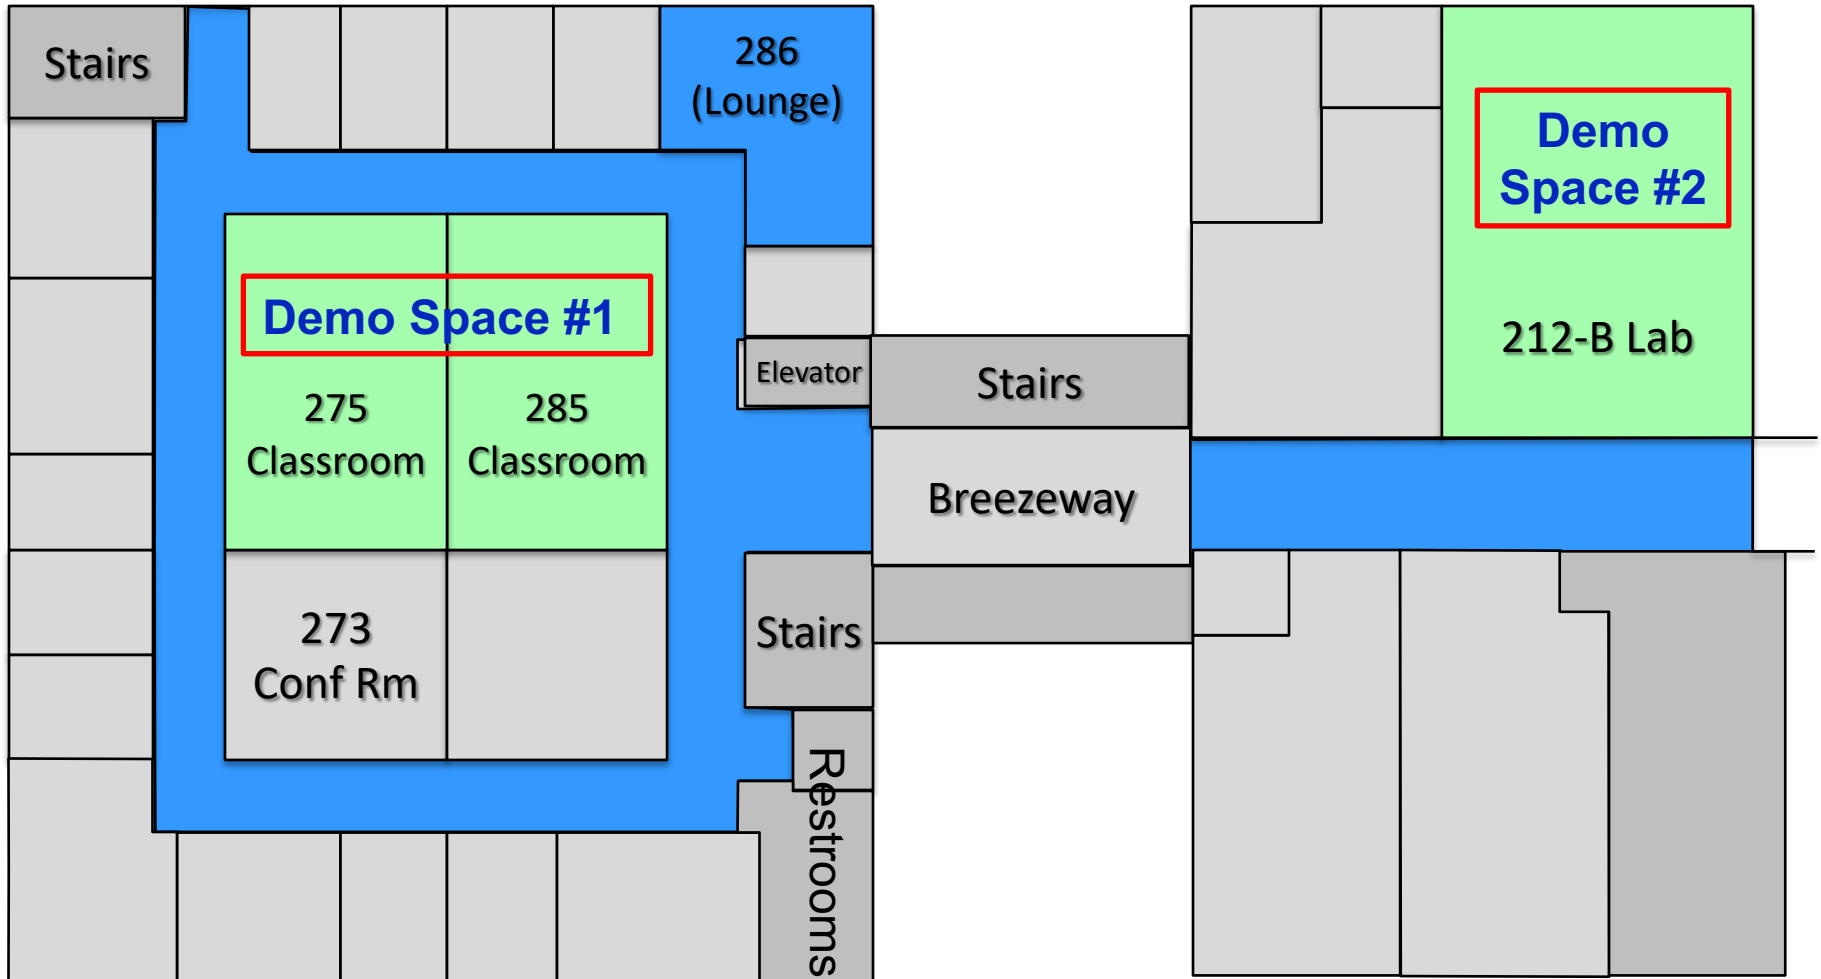 Stairs
286
(Lounge)
Demo
Space #2
Demo Space #1
212-B Lab
Elevator
Stairs
275
Classroom
285
Classroom
Breezeway
273
Conf Rm
Stairs
Restrooms